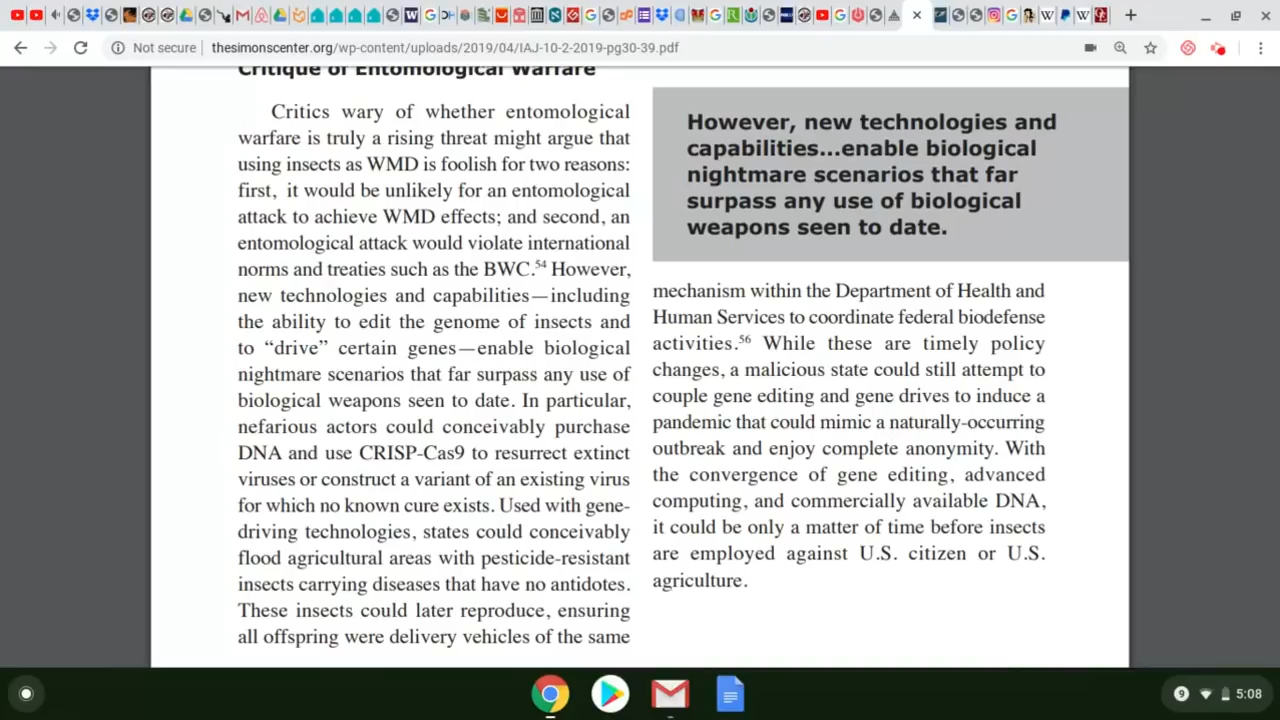 Not secure
thesimonscenter.org/wp-content/uploads/2019/04/IAJ-10-2-2019-pg30-39.pdf
Critique of Entomological Warfare
Critics wary of whether entomological
warfare is truly a rising threat might argue that
using insects as WMD is foolish for two reasons:
first, it would be unlikely for an entomological
attack to achieve WMD effects; and second, an
entomological attack would violate international
norms and treaties such as the BWC.54 However,
new technologies and capabilities—including
the ability to edit the genome of insects and
to “drive” certain genes—enable biological
nightmare scenarios that far surpass any use of
biological weapons seen to date. In particular,
nefarious actors could conceivably purchase
DNA and use CRISP-Cas9 to resurrect extinct
viruses or construct a variant of an existing virus
for which no known cure exists. Used with gene-
driving technologies, states could conceivably
flood agricultural areas with pesticide-resistant
insects carrying diseases that have no antidotes.
These insects could later reproduce, ensuring
all offspring were delivery vehicles of the same
However, new technologies and
capabilities...enable biological
nightmare scenarios that far
surpass any use of biological
weapons seen to date.
mechanism within the Department of Health and
Human Services to coordinate federal biodefense
activities.56 While these are timely policy
changes, a malicious state could still attempt to
couple gene editing and gene drives to induce a
pandemic that could mimic a naturally-occurring
outbreak and enjoy complete anonymity. With
the convergence of gene editing, advanced
computing, and commercially available DNA,
it could be only a matter of time before insects
are employed against U.S. citizen or U.S.
agriculture.
9
5:08